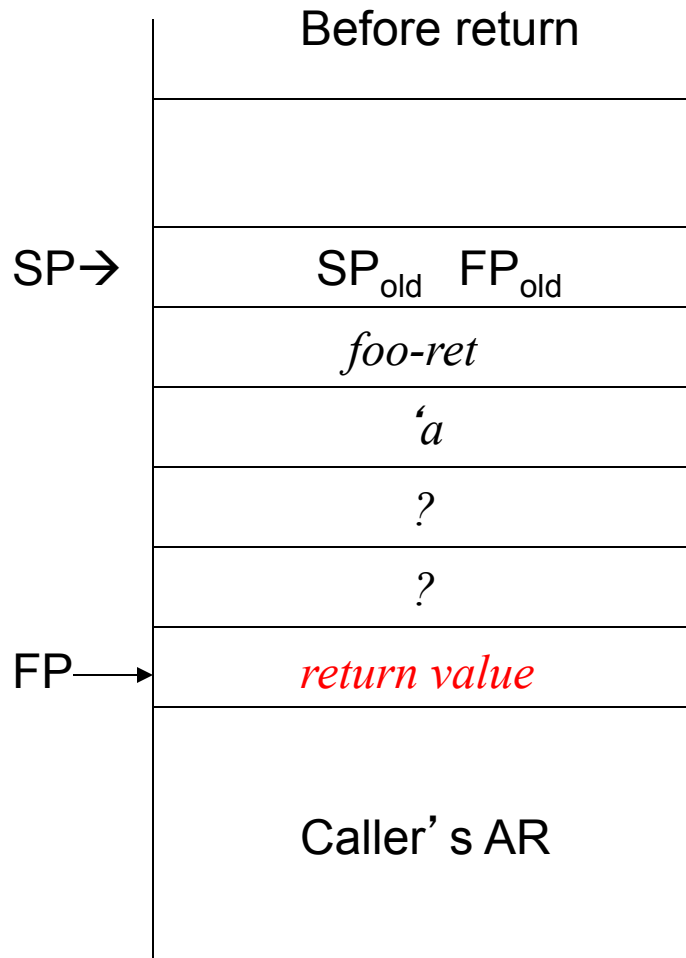 Before return
SP→ SPold FPold
foo-ret
‘a
?
?
FP→ return value
Caller’s AR